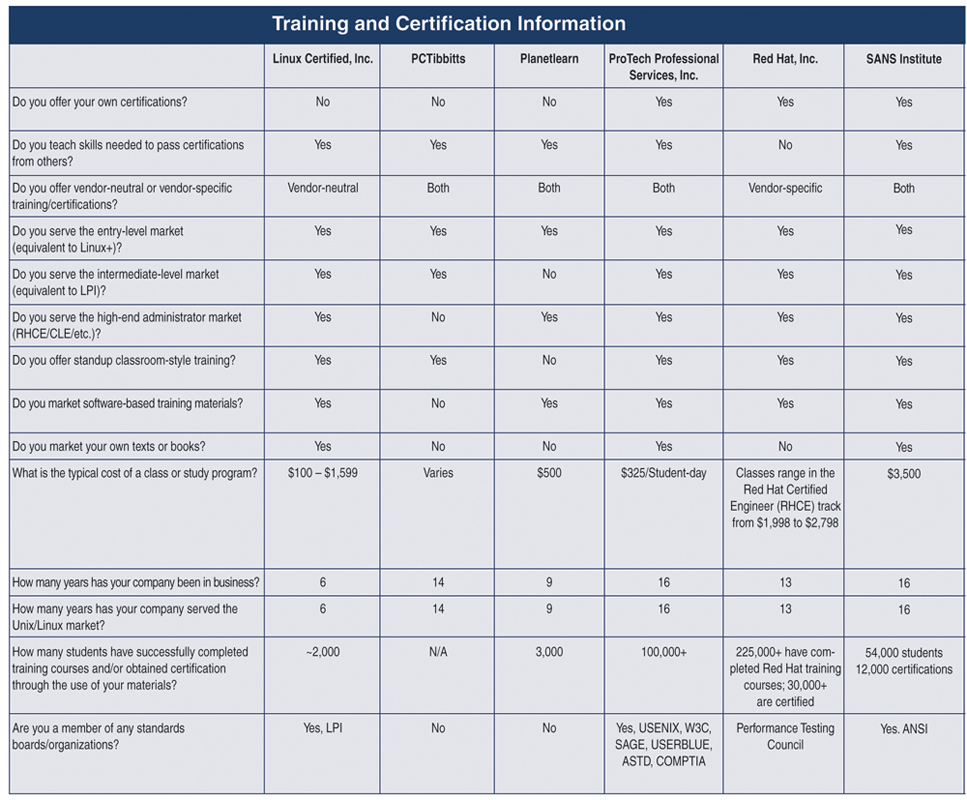 Training and Certification Information
Linux Certified, Inc. PCTibbitts Planetlearn ProTech Professional Services, Inc. Red Hat, Inc. SANS Institute
Do you offer your own certifications? No No No Yes Yes Yes
Do you teach skills needed to pass certifications from others? Yes Yes Yes Yes No Yes
Do you offer vendor-neutral or vendor-specific training/certifications? Vendor-neutral Both Both Both Vendor-specific Both
Do you serve the entry-level market (equivalent to Linux+)? Yes Yes Yes Yes Yes Yes
Do you serve the intermediate-level market (equivalent to LPI)? Yes Yes No Yes Yes Yes
Do you serve the high-end administrator market (RHCE/CLE/etc.)? Yes No Yes Yes Yes Yes
Do you offer standup classroom-style training? Yes Yes No Yes Yes Yes
Do you market software-based training materials? Yes No Yes Yes Yes Yes
Do you market your own texts or books? Yes No No Yes No Yes
What is the typical cost of a class or study program? $100 – $1,599 Varies $500 $325/Student-day Classes range in the Red Hat Certified Engineer (RHCE) track from $1,998 to $2,798 $3,500
How many years has your company been in business? 6 14 9 16 13 16
How many years has your company served the Unix/Linux market? 6 14 9 16 13 16
How many students have successfully completed training courses and/or obtained certification through the use of your materials? ~2,000 N/A 3,000 100,000+ 225,000+ have com-pleted Red Hat training courses; 30,000+ are certified 54,000 students 12,000 certifications
Are you a member of any standards boards/organizations? Yes, LPI No No Yes, USENIX, W3C, SAGE, USERBLUE, ASTD, COMPTIA Performance Testing Council Yes. ANSI